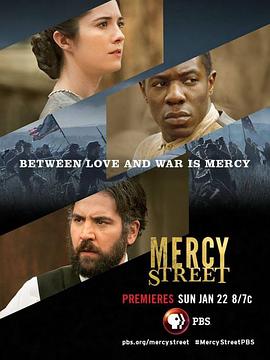 BETWEEN LOVE AND WAR IS MERCY
MERCY
STREET
PREMIERES SUN JAN 22 8/7c
PBS
pbs.org/mercystreet #MercyStreetPBS